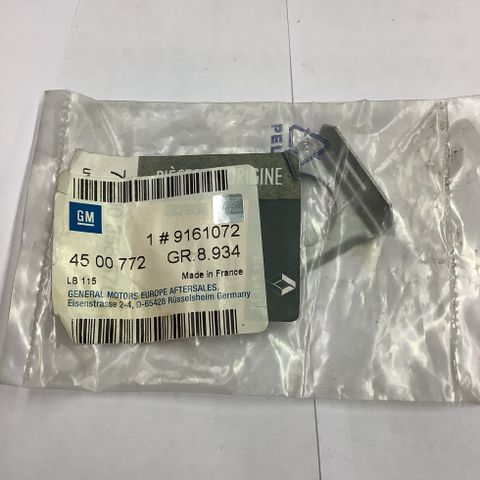 PEL
PIÈCE ORIGINE
GM
1 # 9161072
45 00 772 GR.8.934
LB 115 Made in France
GENERAL MOTORS EUROPE AFTERSALES.
Eisenstrasse 2-4, D-65428 Rüsselsheim Germany